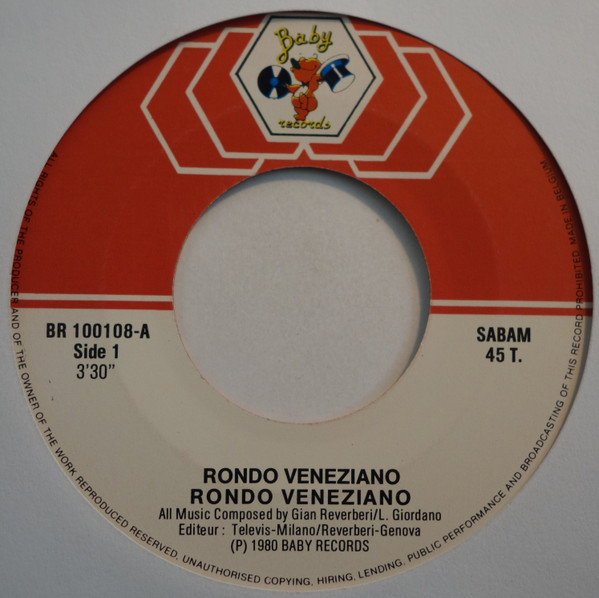 Baby
records
BR 100108-A
Side 1
3'30"
SABAM
45 T.
RONDO VENEZIANO
RONDO VENEZIANO
All Music Composed by Gian Reverberi/L. Giordano
Editeur : Televis-Milano/Reverberi-Genova
(P) 1980 BABY RECORDS
ALL RIGHTS OF THE PRODUCER AND OF THE OWNER OF THE WORK REPRODUCED RESERVED. UNAUTHORISED COPYING, HIRING, LENDING, PUBLIC PERFORMANCE AND BROADCASTING OF THIS RECORD PROHIBITED. MADE IN BELGIUM